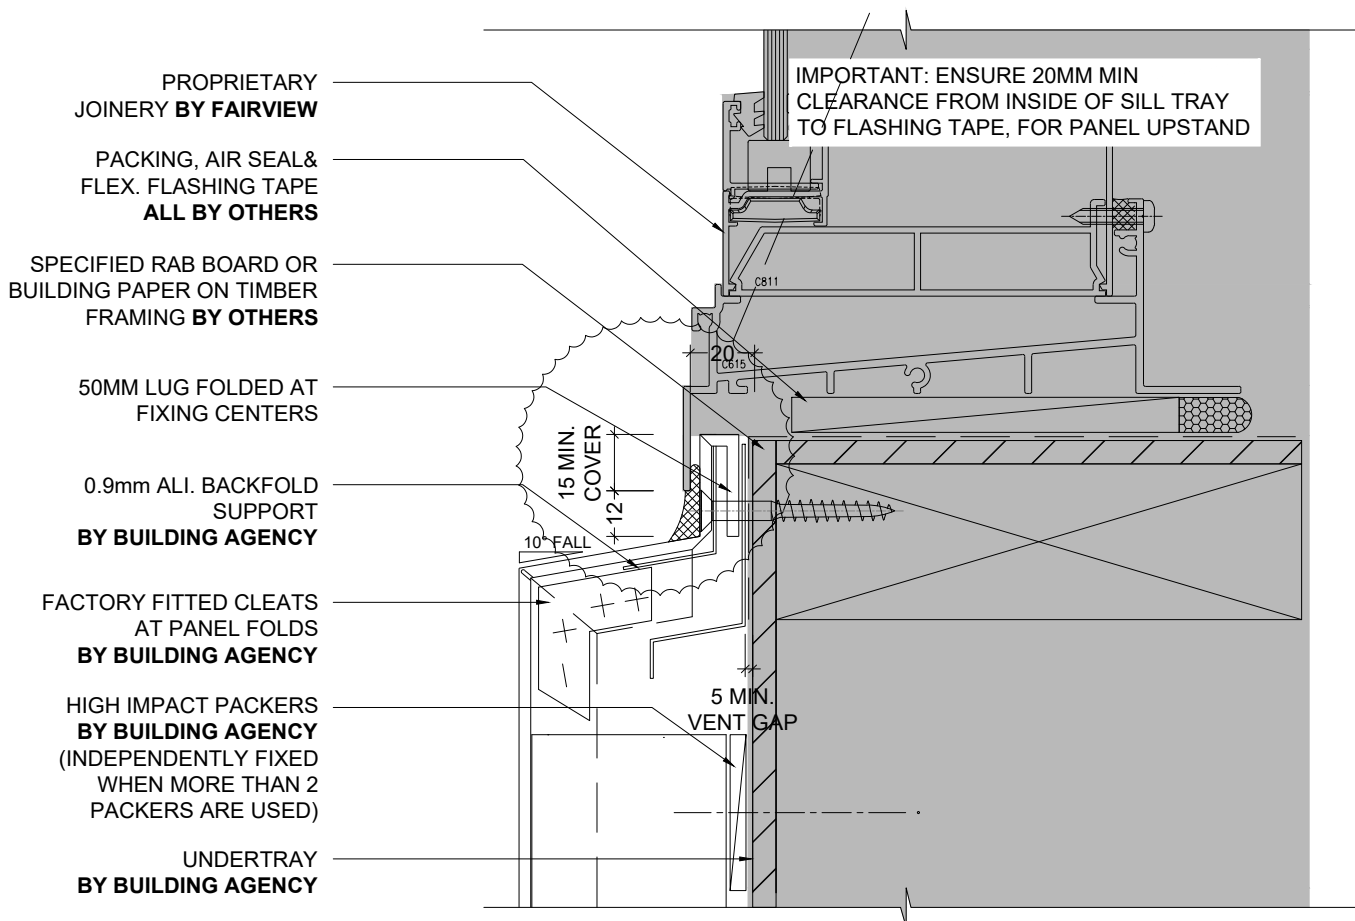 PROPRIETARY
JOINERY BY FAIRVIEW
PACKING, AIR SEAL&
FLEX. FLASHING TAPE
ALL BY OTHERS
SPECIFIED RAB BOARD OR
BUILDING PAPER ON TIMBER
FRAMING BY OTHERS
50MM LUG FOLDED AT
FIXING CENTERS
0.9mm ALI. BACKFOLD
SUPPORT
BY BUILDING AGENCY
FACTORY FITTED CLEATS
AT PANEL FOLDS
BY BUILDING AGENCY
HIGH IMPACT PACKERS
BY BUILDING AGENCY
(INDEPENDENTLY FIXED
WHEN MORE THAN 2
PACKERS ARE USED)
UNDERTRAY
BY BUILDING AGENCY
IMPORTANT: ENSURE 20MM MIN
CLEARANCE FROM INSIDE OF SILL TRAY
TO FLASHING TAPE, FOR PANEL UPSTAND
C811
20
C615
15 MIN.
COVER
12
10° FALL
5 MIN.
VENT GAP